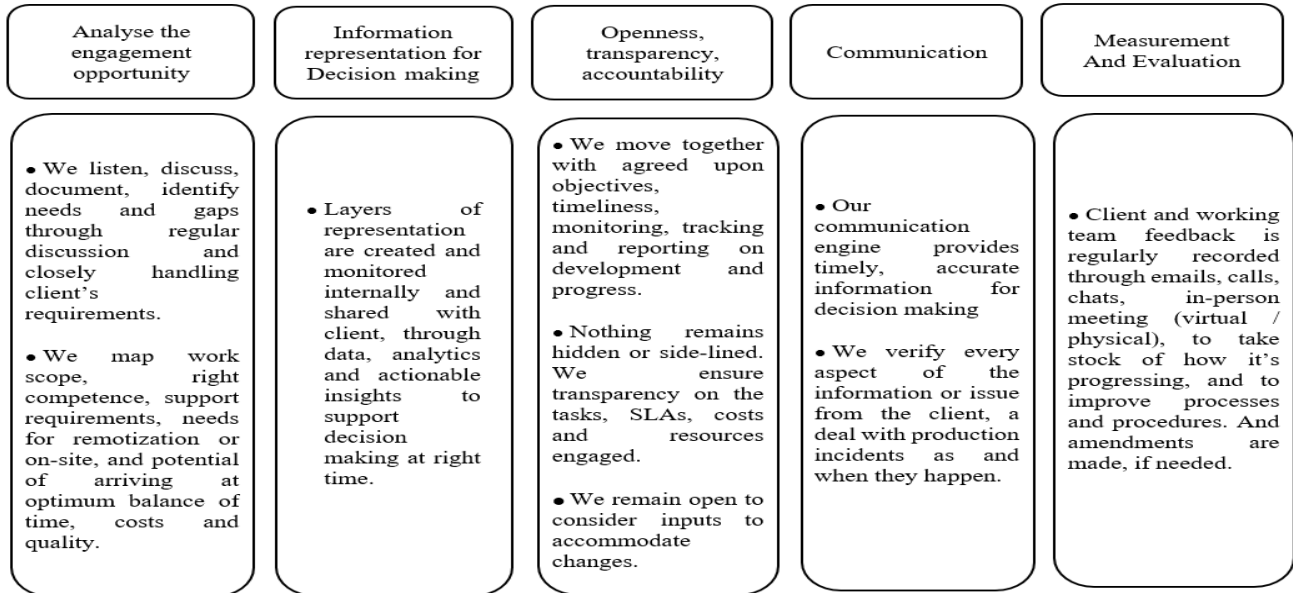 Analyse the
engagement
opportunity
Information
representation for
Decision making
Openness,
transparency,
accountability
Communication
Measurement
And Evaluation
● We listen, discuss,
document, identify
needs and gaps
through regular
discussion and
closely handling
client’s
requirements.
● We map work
scope, right
competence, support
requirements, needs
for remotization or
on-site, and potential
of arriving at
optimum balance of
time, costs and
quality.
● Layers of
representation
are created and
monitored
internally and
shared with
client, through
data, analytics
and actionable
insights to
support
decision
making at right
time.
● We move together
with agreed upon
objectives,
timeliness,
monitoring, tracking
and reporting on
development and
progress.
● Nothing remains
hidden or side-lined.
We ensure
transparency on the
tasks, SLAs, costs
and resources
engaged.
● We remain open to
consider inputs to
accommodate
changes.
● Our
communication
engine provides
timely, accurate
information for
decision making
● We verify every
aspect of the
information or issue
from the client, a
deal with production
incidents as and
when they happen.
● Client and working
team feedback is
regularly recorded
through emails, calls,
chats, in-person
meeting (virtual /
physical), to take
stock of how it’s
progressing, and to
improve processes
and procedures. And
amendments are
made, if needed.